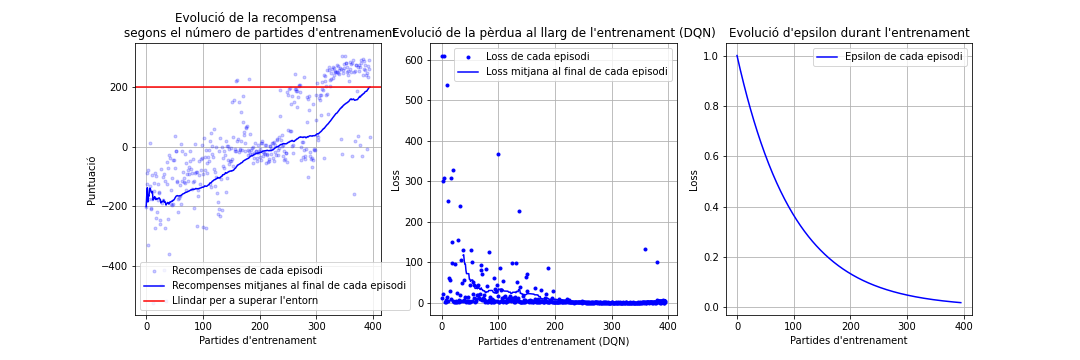 Evolució de la recompensa
segons el número de partides d'entrenament
Puntuació
200
0
−200
−400
Recompenses de cada episodi
Recompenses mitjanes al final de cada episodi
Llindar per a superar l'entorn
0
100
200
300
400
Partides d'entrenament
Evolució de la pèrdua al llarg de l'entrenament (DQN)
Loss
600
500
400
300
200
100
0
Loss de cada episodi
Loss mitjana al final de cada episodi
0
100
200
300
400
Partides d'entrenament (DQN)
Evolució d'epsilon durant l'entrenament
Loss
1.0
0.8
0.6
0.4
0.2
0.0
Epsilon de cada episodi
0
100
200
300
400
Partides d'entrenament